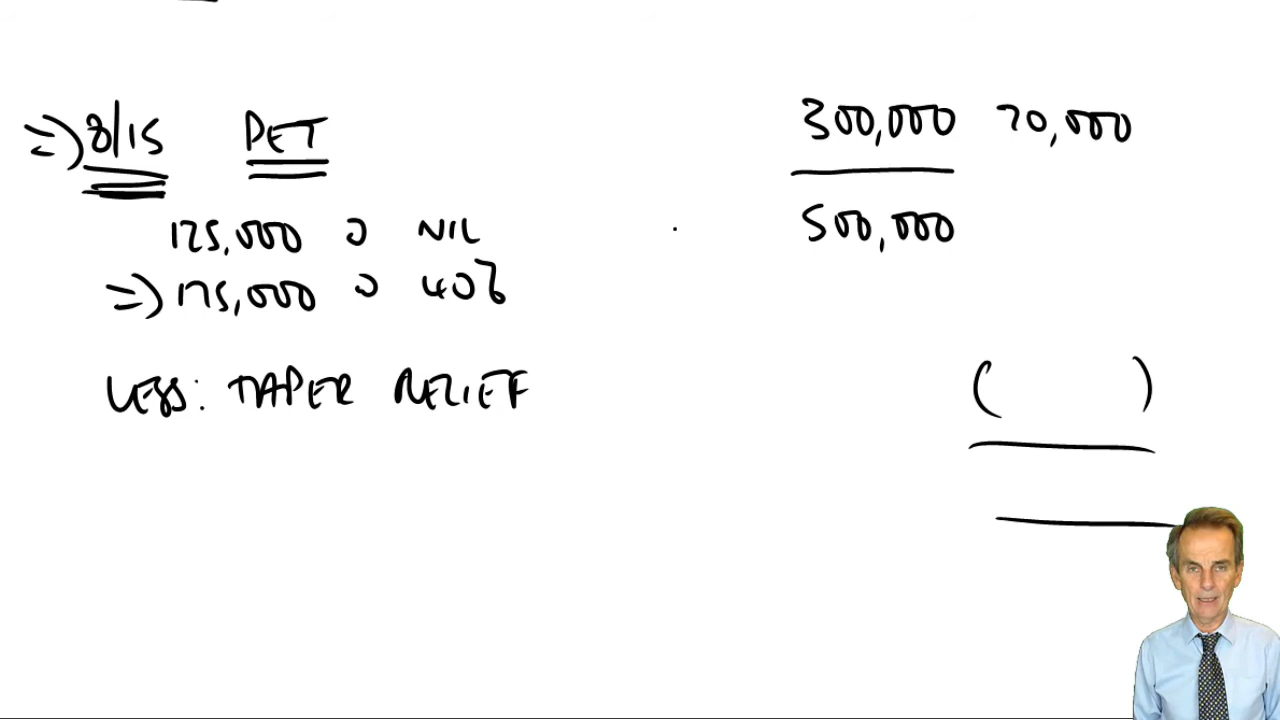 => 8/15 PET 300,000 70,000
125,000 @ NIL 500,000
=> 175,000 @ 40%
LESS: TAPER RELIEF ( )